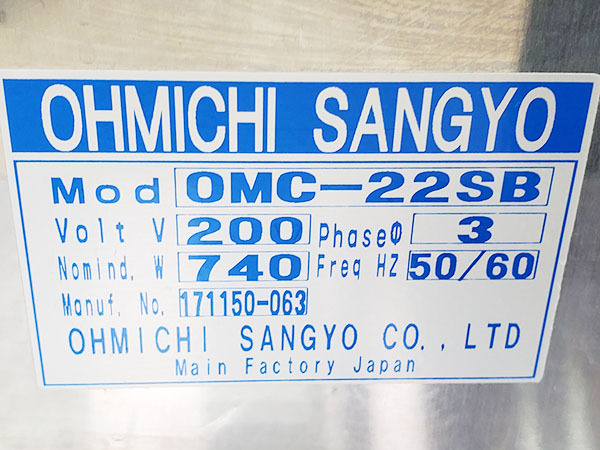 OHMICHI SANGYO
Mod OMC-22SB
Volt V 200 PhaseΦ 3
Nomind. W 740 Freq HZ 50/60
Manuf. No. 171150-063
OHMICHI SANGYO CO., LTD
Main Factory Japan